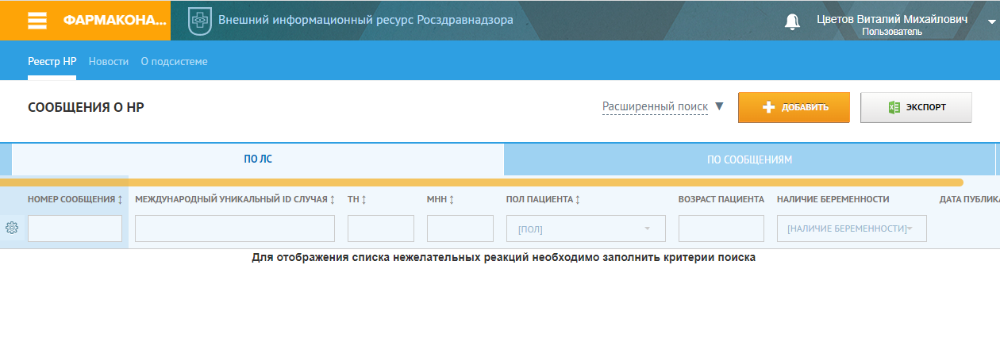 ФАРМАКОНА...
Внешний информационный ресурс Росздравнадзора
Цветов Виталий Михайлович
Пользователь
Реестр НР Новости О подсистеме
СООБЩЕНИЯ О НР
Расширенный поиск ▼
ДОБАВИТЬ
ЭКСПОРТ
ПО ЛС
ПО СООБЩЕНИЯМ
НОМЕР СООБЩЕНИЯ ↕ МЕЖДУНАРОДНЫЙ УНИКАЛЬНЫЙ ID СЛУЧАЯ ↕ ТН ↕ МНН ↕ ПОЛ ПАЦИЕНТА ↕ ВОЗРАСТ ПАЦИЕНТА НАЛИЧИЕ БЕРЕМЕННОСТИ ДАТА ПУБЛИКА
[ПОЛ] [НАЛИЧИЕ БЕРЕМЕННОСТИ]
Для отображения списка нежелательных реакций необходимо заполнить критерии поиска